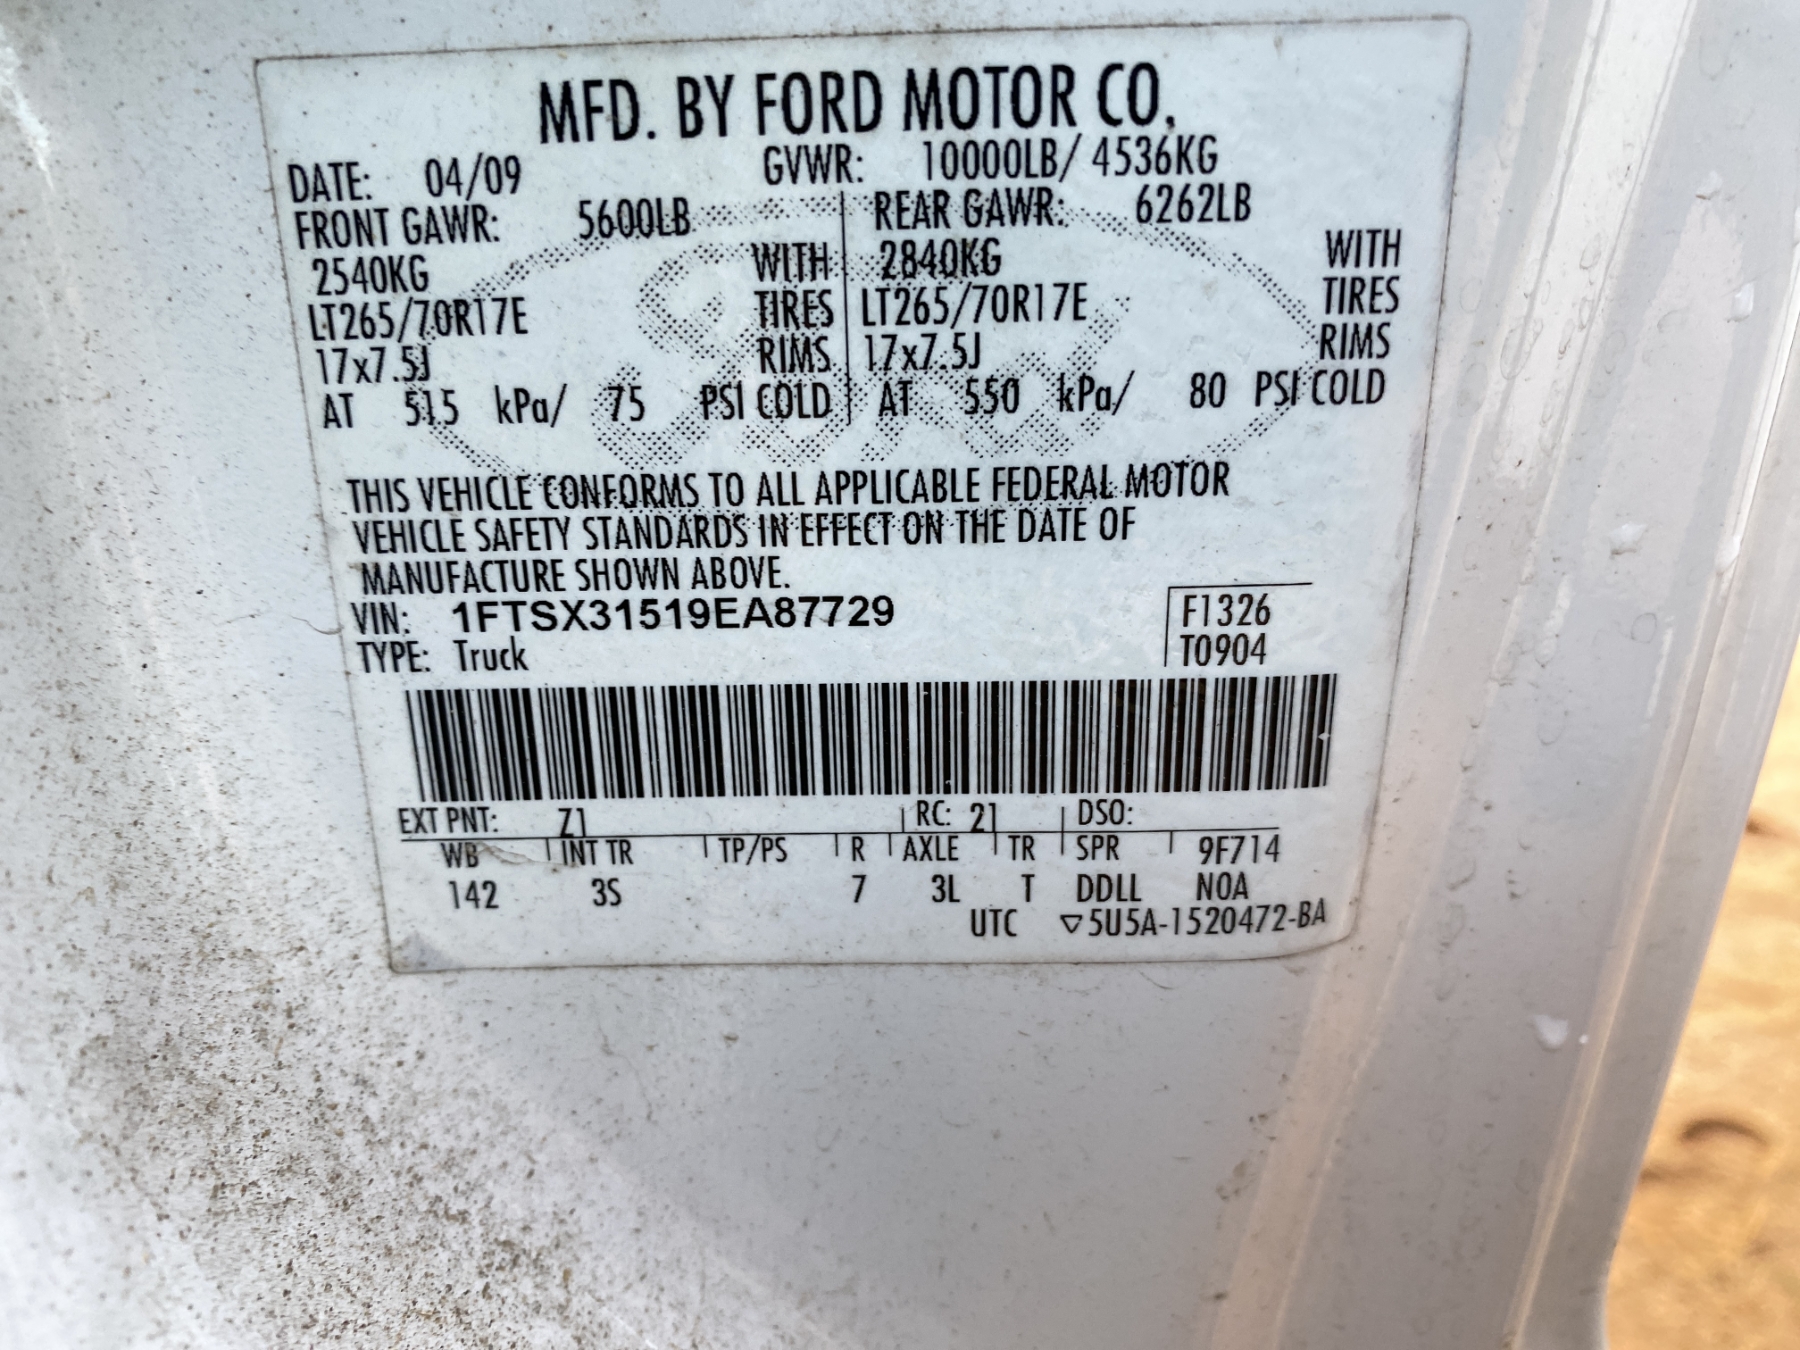 MFD. BY FORD MOTOR CO.
DATE: 04/09 GVWR: 10000LB/ 4536KG
FRONT GAWR: 5600LB REAR GAWR: 6262LB
2540KG WITH 2840KG WITH
LT265/70R17E TIRES LT265/70R17E TIRES
17x7.5J RIMS 17x7.5J RIMS
AT 515 kPa/ 75 PSI COLD AT 550 kPa/ 80 PSI COLD
THIS VEHICLE CONFORMS TO ALL APPLICABLE FEDERAL MOTOR
VEHICLE SAFETY STANDARDS IN EFFECT ON THE DATE OF
MANUFACTURE SHOWN ABOVE.
VIN: 1FTSX31519EA87729 F1326
TYPE: Truck T0904
EXT PNT: Z1 RC: 21 DSO:
WB INT TR TP/PS R AXLE TR SPR 9F714
142 3S 7 3L T DDLL NOA
UTC ▽5U5A-1520472-BA